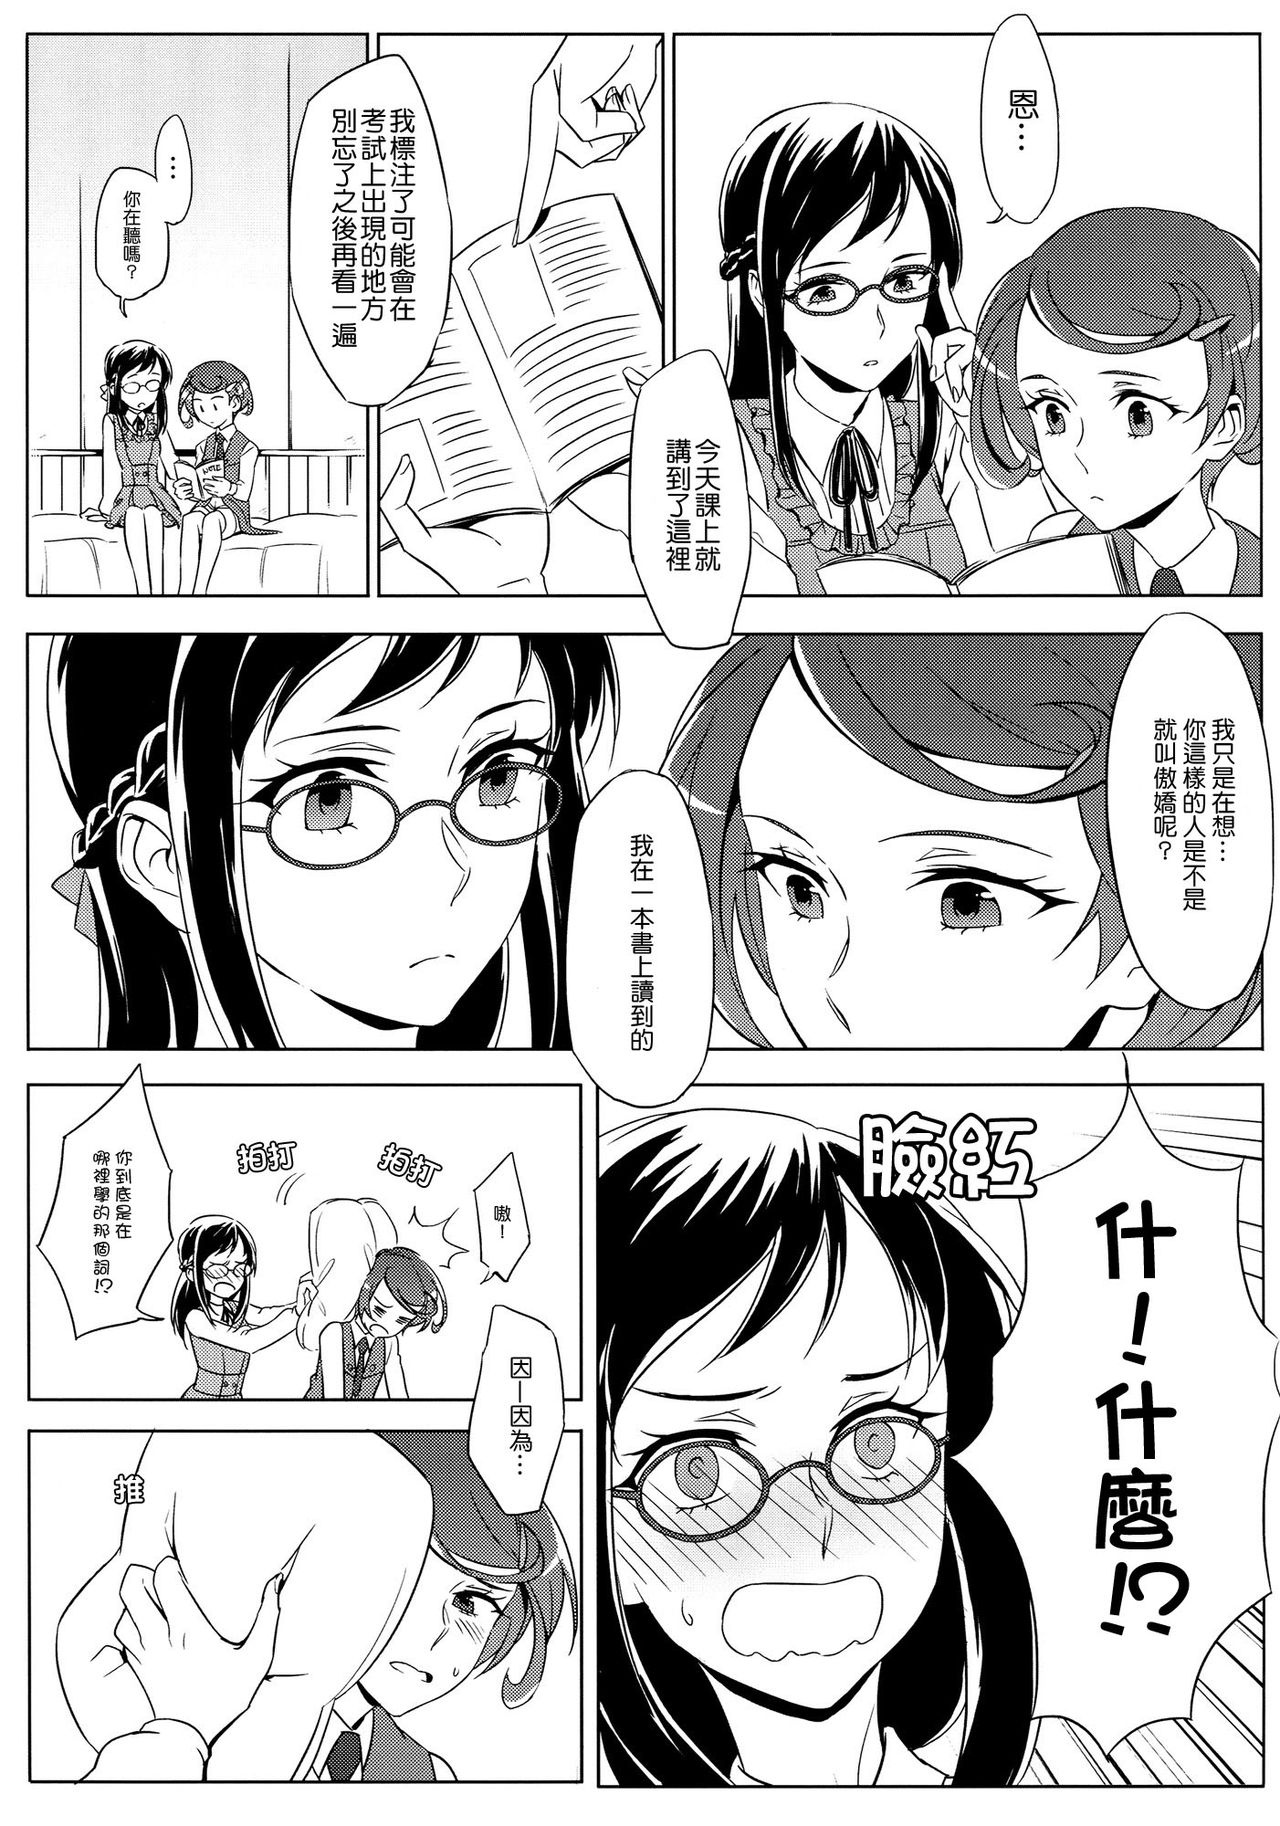 恩…
今天課上就
講到了這裡
我標注了可能會在
考試上出現的地方
別忘了之後再看一遍
…
你在聽嗎？
NOTE
我只是在想…
你這樣的人是不是
就叫傲嬌呢？
我在一本書上讀到的
臉紅
什！什麼!?
嗷！
拍打
拍打
你到底是在
哪裡學的那個詞!?
因—因為…
推